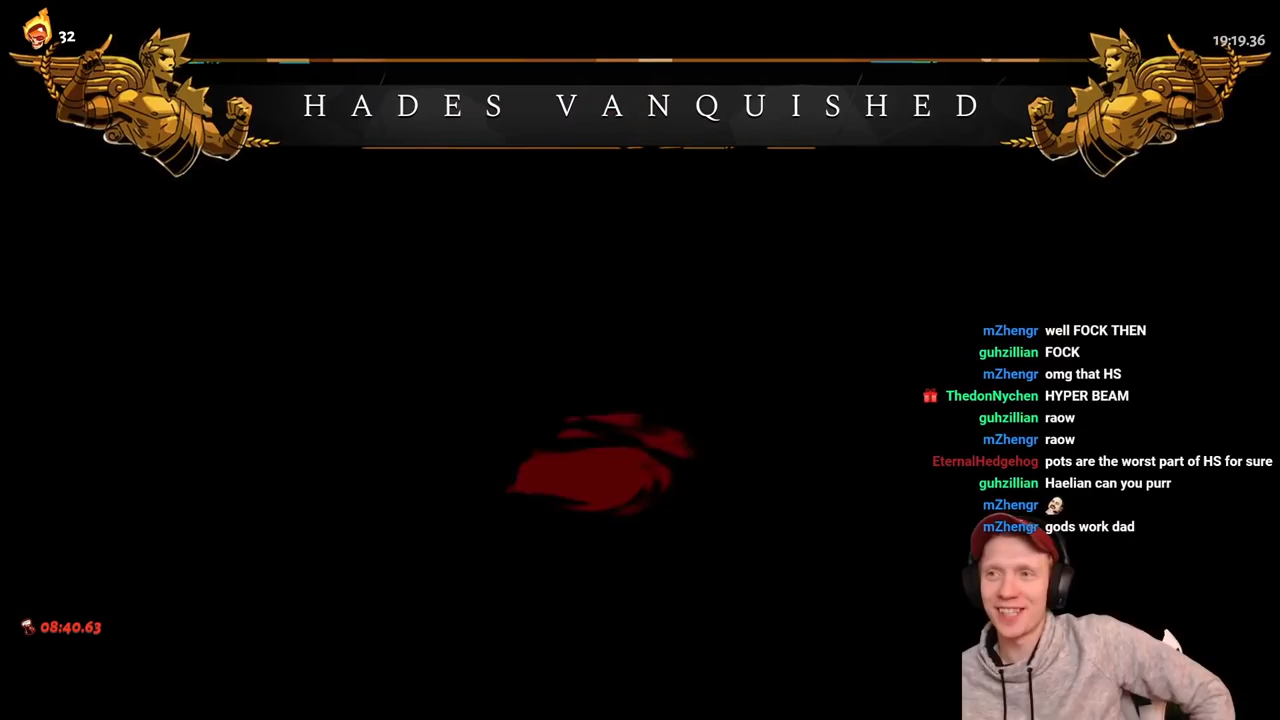 32
19:19.36
HADES VANQUISHED
mZhengr well FOCK THEN
guhzillian FOCK
mZhengr omg that HS
ThedonNychen HYPER BEAM
guhzillian raow
mZhengr raow
EternalHedgehog pots are the worst part of HS for sure
guhzillian Haelian can you purr
mZhengr
mZhengr gods work dad
08:40.63